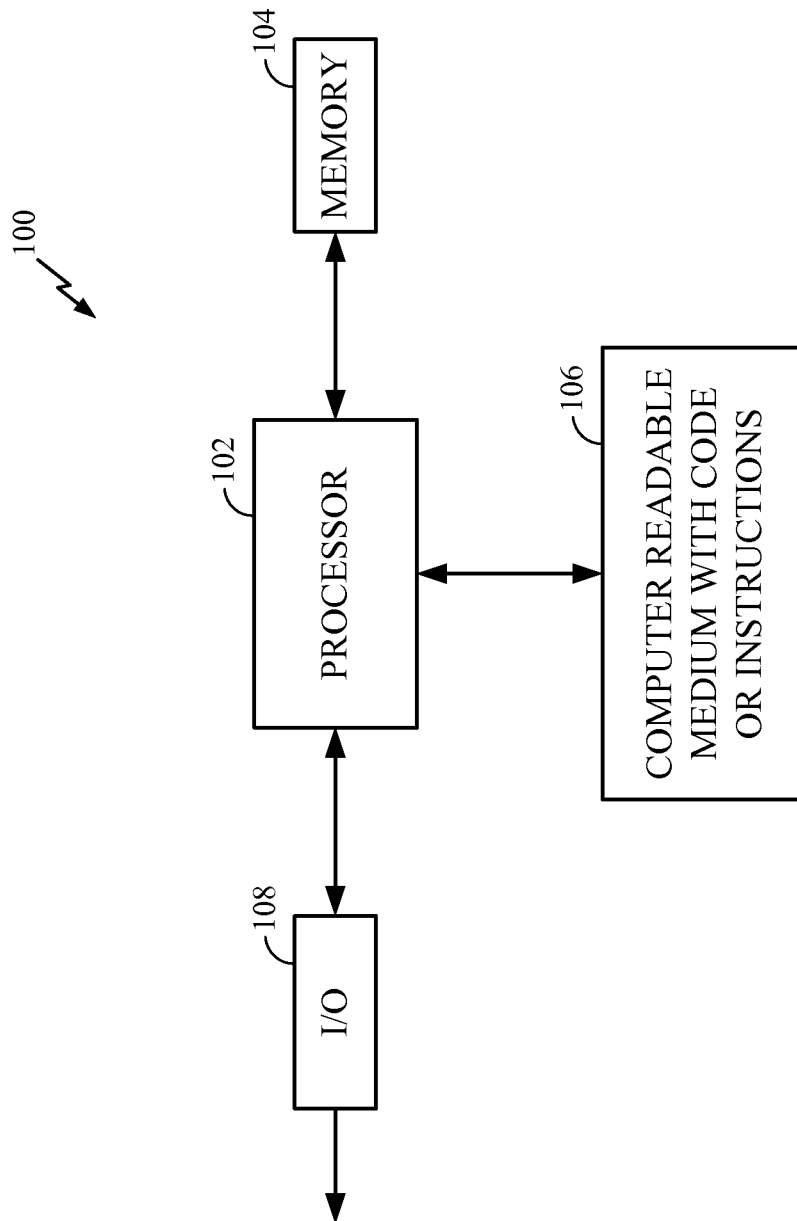 100
108
I/O
102
PROCESSOR
104
MEMORY
106
COMPUTER READABLE
MEDIUM WITH CODE
OR INSTRUCTIONS